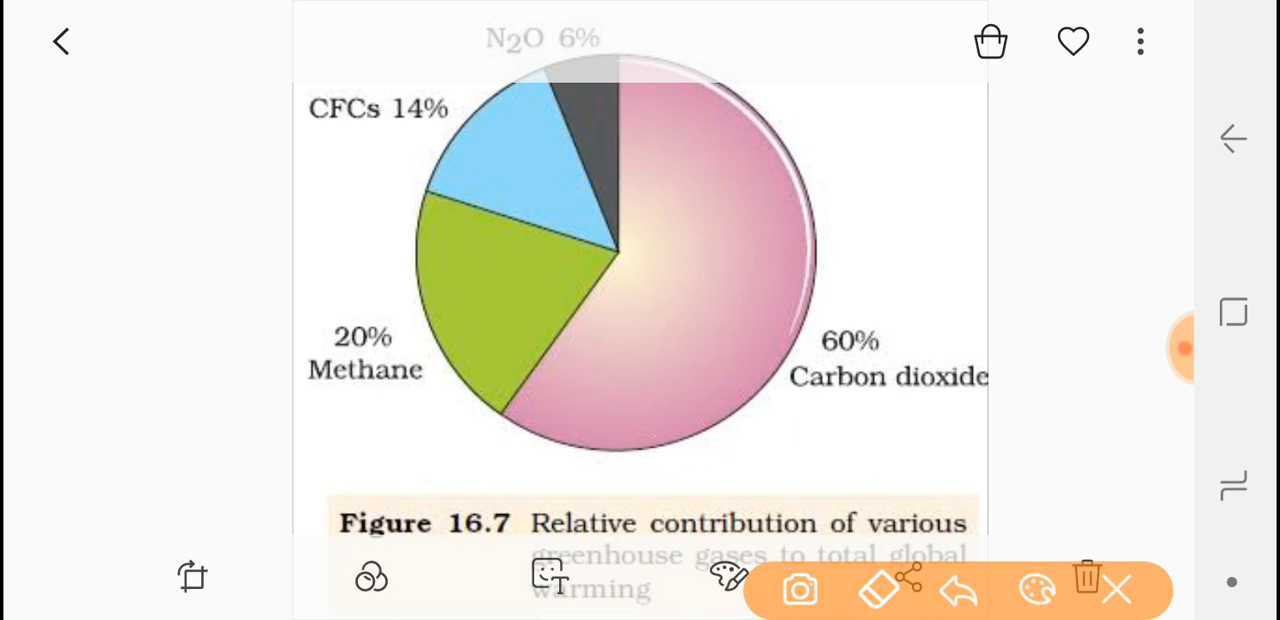 N₂O 6%
CFCs 14%
20%
Methane
60%
Carbon dioxide
Figure 16.7 Relative contribution of various
greenhouse gases to total global
warming